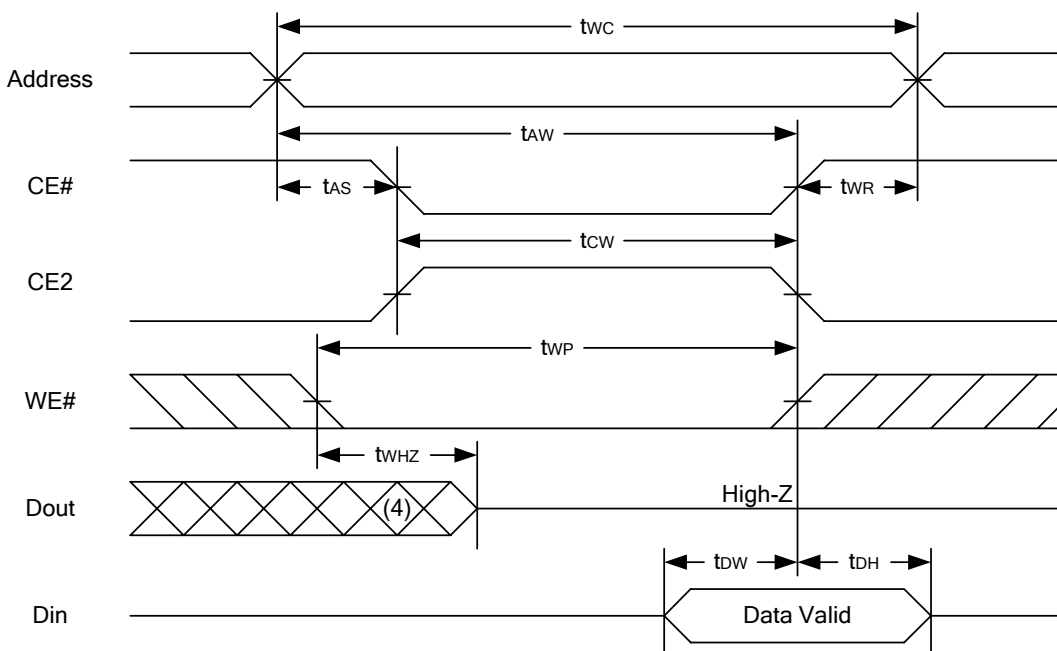 tWC
Address
tAW
CE# tAS tWR
tCW
CE2
tWP
WE#
tWHZ
Dout (4) High-Z
tDW tDH
Din Data Valid